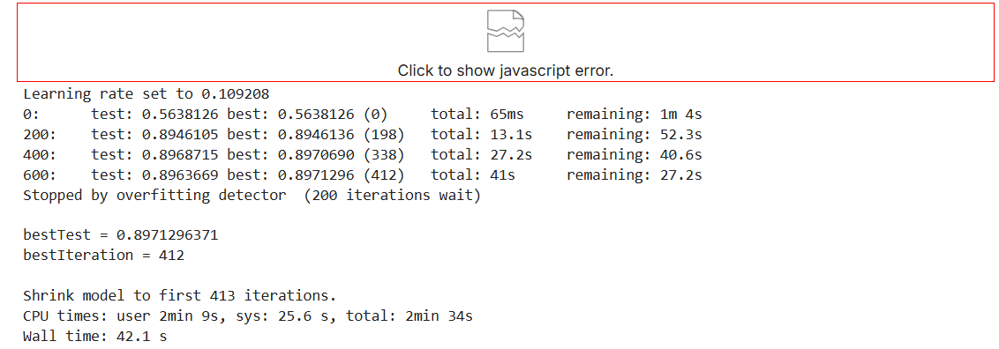 Click to show javascript error.
Learning rate set to 0.109208
0:      test: 0.5638126 best: 0.5638126 (0)     total: 65ms     remaining: 1m 4s
200:    test: 0.8946105 best: 0.8946136 (198)   total: 13.1s    remaining: 52.3s
400:    test: 0.8968715 best: 0.8970690 (338)   total: 27.2s    remaining: 40.6s
600:    test: 0.8963669 best: 0.8971296 (412)   total: 41s      remaining: 27.2s
Stopped by overfitting detector  (200 iterations wait)
bestTest = 0.8971296371
bestIteration = 412
Shrink model to first 413 iterations.
CPU times: user 2min 9s, sys: 25.6 s, total: 2min 34s
Wall time: 42.1 s